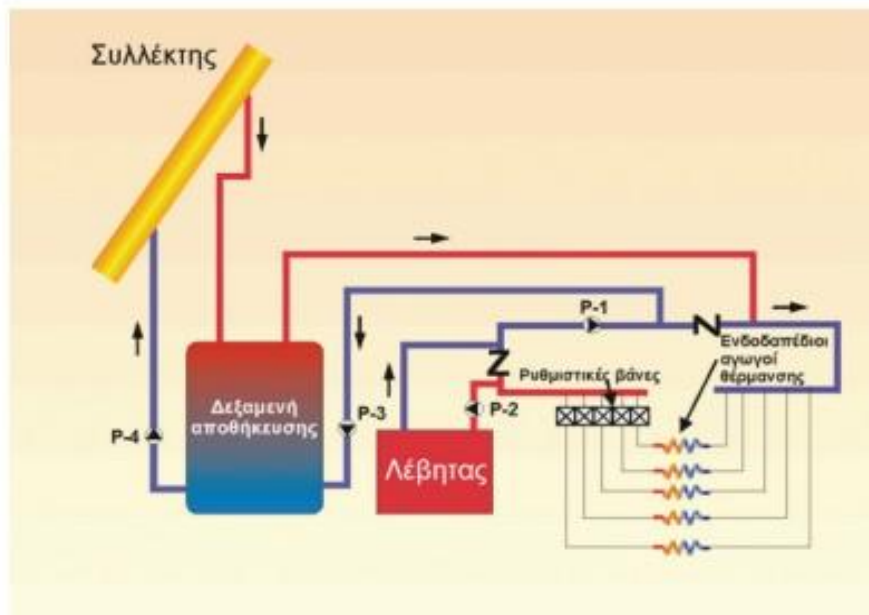 Συλλέκτης
P-1
Ενδοδαπέδιοι
αγωγοί
θέρμανσης
Ρυθμιστικές βάνες
Δεξαμενή
αποθήκευσης
P-4
P-3
P-2
Λέβητας